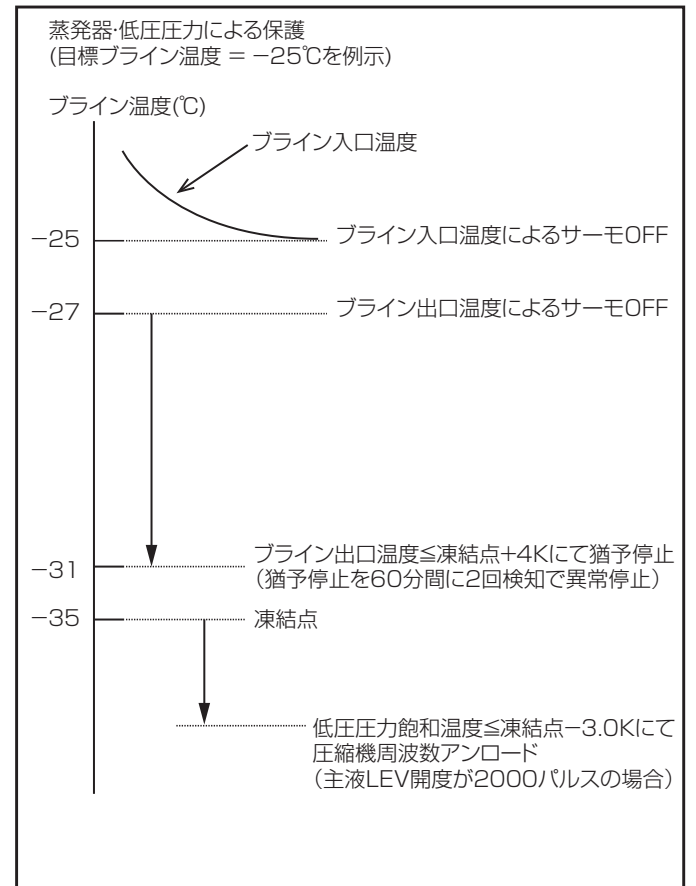 蒸発器・低圧圧力による保護
(目標ブライン温度 = −25℃を例示)
ブライン温度(℃)
ブライン入口温度
−25
ブライン入口温度によるサーモOFF
−27
ブライン出口温度によるサーモOFF
−31
ブライン出口温度≦凍結点+4Kにて猶予停止
(猶予停止を60分間に2回検知で異常停止)
−35
凍結点
低圧圧力飽和温度≦凍結点−3.0Kにて
圧縮機周波数アンロード
(主液LEV開度が2000パルスの場合)